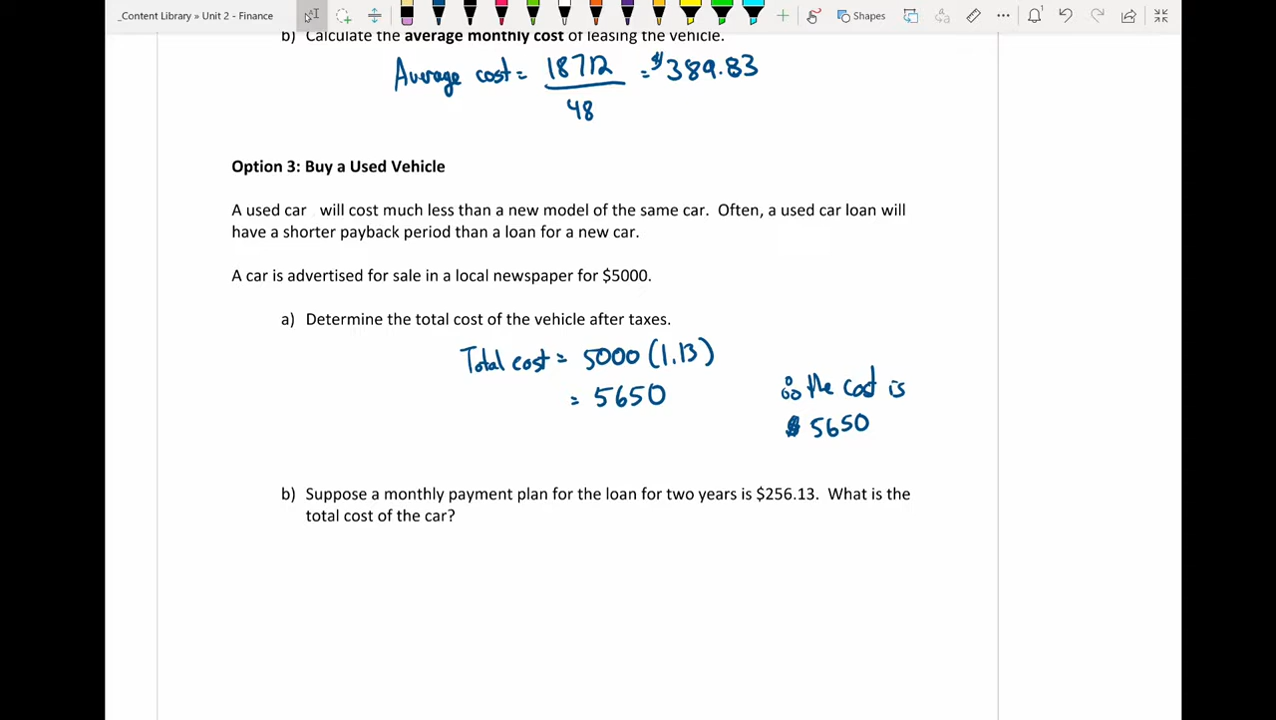 _Content Library » Unit 2 - Finance
Shapes
b) Calculate the average monthly cost of leasing the vehicle.
Average cost = 18712 = $389.83
48
Option 3: Buy a Used Vehicle
A used car will cost much less than a new model of the same car. Often, a used car loan will
have a shorter payback period than a loan for a new car.
A car is advertised for sale in a local newspaper for $5000.
a) Determine the total cost of the vehicle after taxes.
Total cost = 5000 (1.13)
= 5650
∴ the cost is
$ 5650
b) Suppose a monthly payment plan for the loan for two years is $256.13. What is the
total cost of the car?